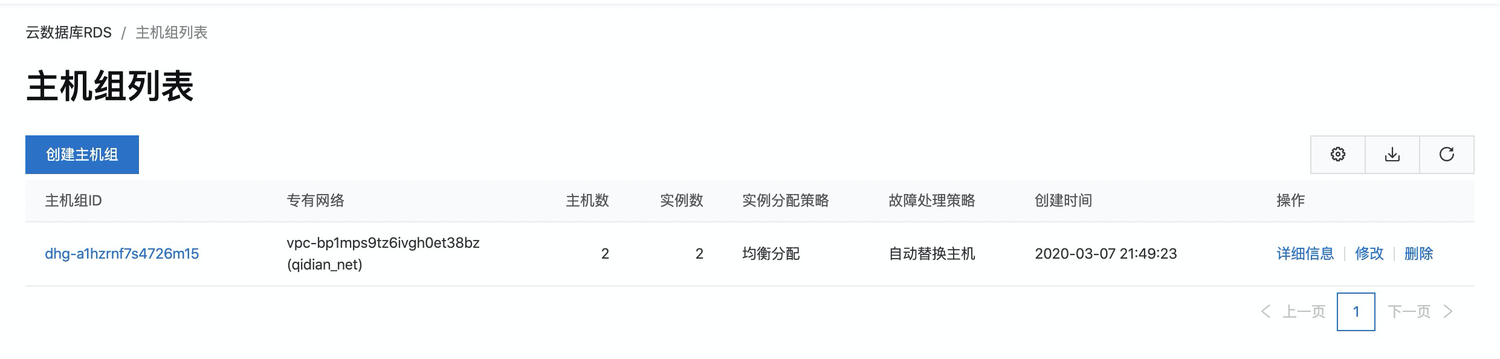 云数据库RDS / 主机组列表
主机组列表
创建主机组
主机组ID 专有网络 主机数 实例数 实例分配策略 故障处理策略 创建时间 操作
dhg-a1hzrnf7s4726m15 vpc-bp1mps9tz6ivgh0et38bz (qidian_net) 2 2 均衡分配 自动替换主机 2020-03-07 21:49:23 详细信息 | 修改 | 删除
上一页 1 下一页